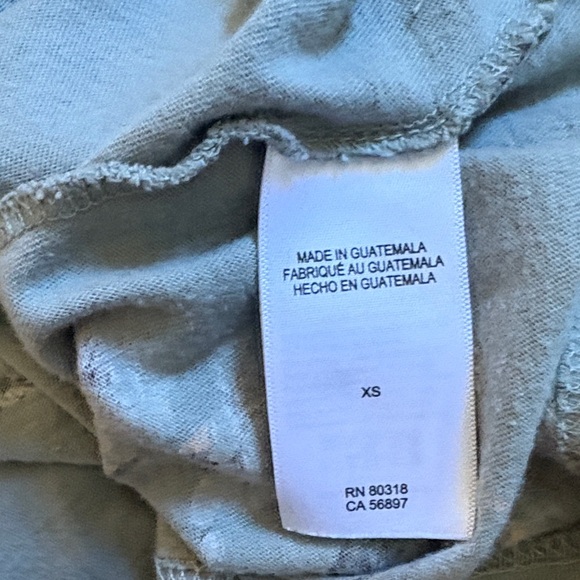 MADE IN GUATEMALA
FABRIQUÉ AU GUATEMALA
HECHO EN GUATEMALA
XS
RN 80318
CA 56897